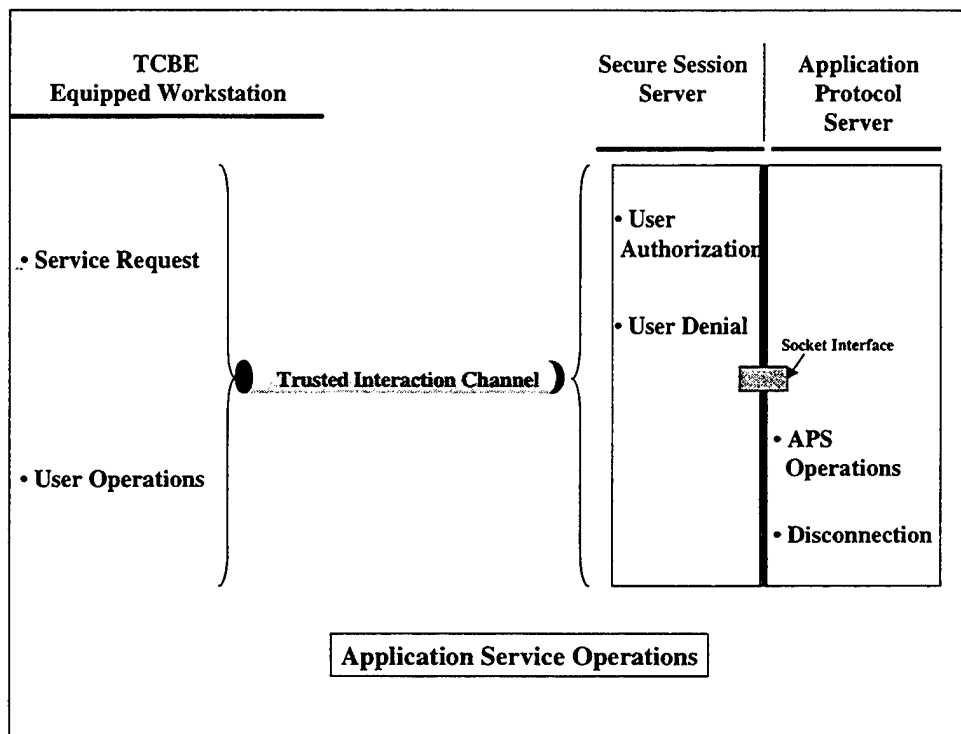 TCBE
Equipped Workstation
Secure Session
Server
Application
Protocol
Server
• Service Request
• User Operations
Trusted Interaction Channel
• User
Authorization
• User Denial
Socket Interface
• APS
Operations
• Disconnection
Application Service Operations